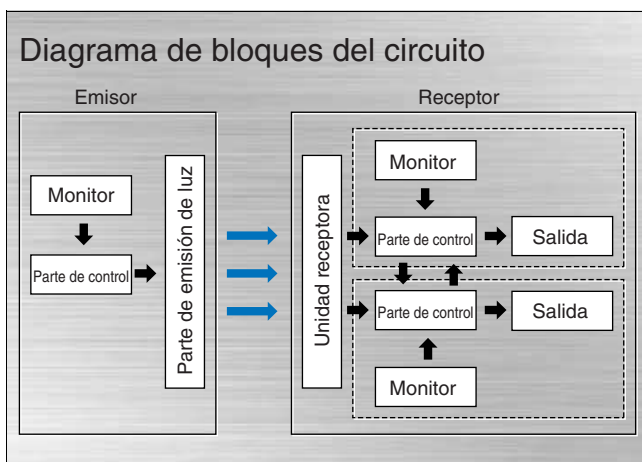 Diagrama de bloques del circuito
Emisor
Receptor
Monitor
Parte de control
Parte de emisión de luz
Unidad receptora
Monitor
Parte de control
Salida
Parte de control
Salida
Monitor